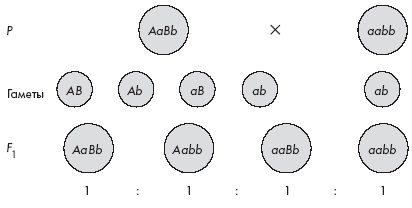 P AaBb × aabb
Гаметы AB Ab aB ab ab
F1 AaBb Aabb aaBb aabb
1 : 1 : 1 : 1